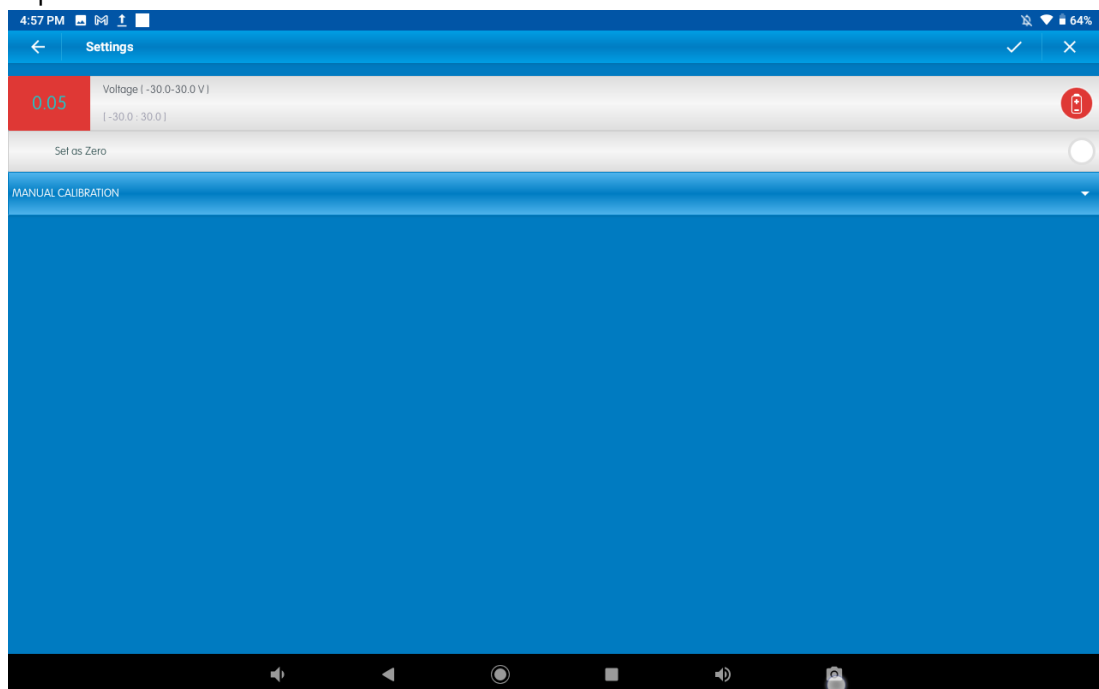 4:57 PM 64%
Settings
0.05
Voltage ( -30.0-30.0 V )
( -30.0 : 30.0 )
Set as Zero
MANUAL CALIBRATION